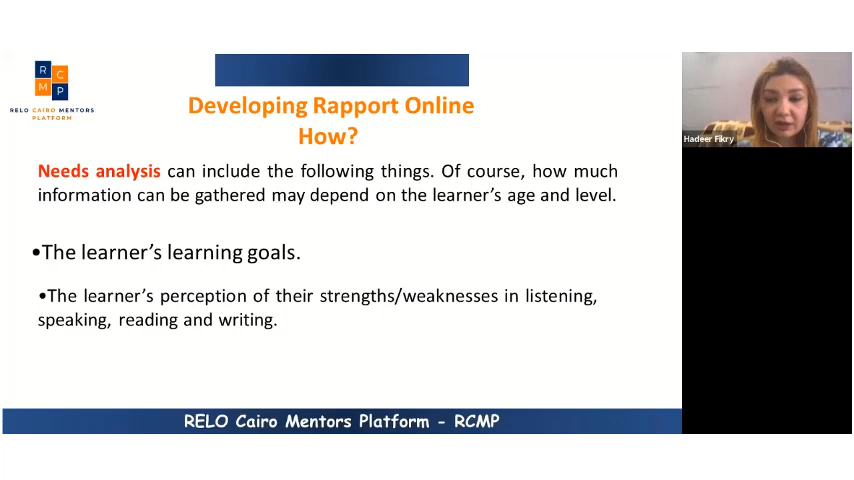 R
C
M
P
RELO CAIRO MENTORS
PLATFORM
Developing Rapport Online
How?
Needs analysis can include the following things. Of course, how much
information can be gathered may depend on the learner's age and level.
•The learner's learning goals.
•The learner's perception of their strengths/weaknesses in listening,
speaking, reading and writing.
RELO Cairo Mentors Platform - RCMP
Hadeer Fikry